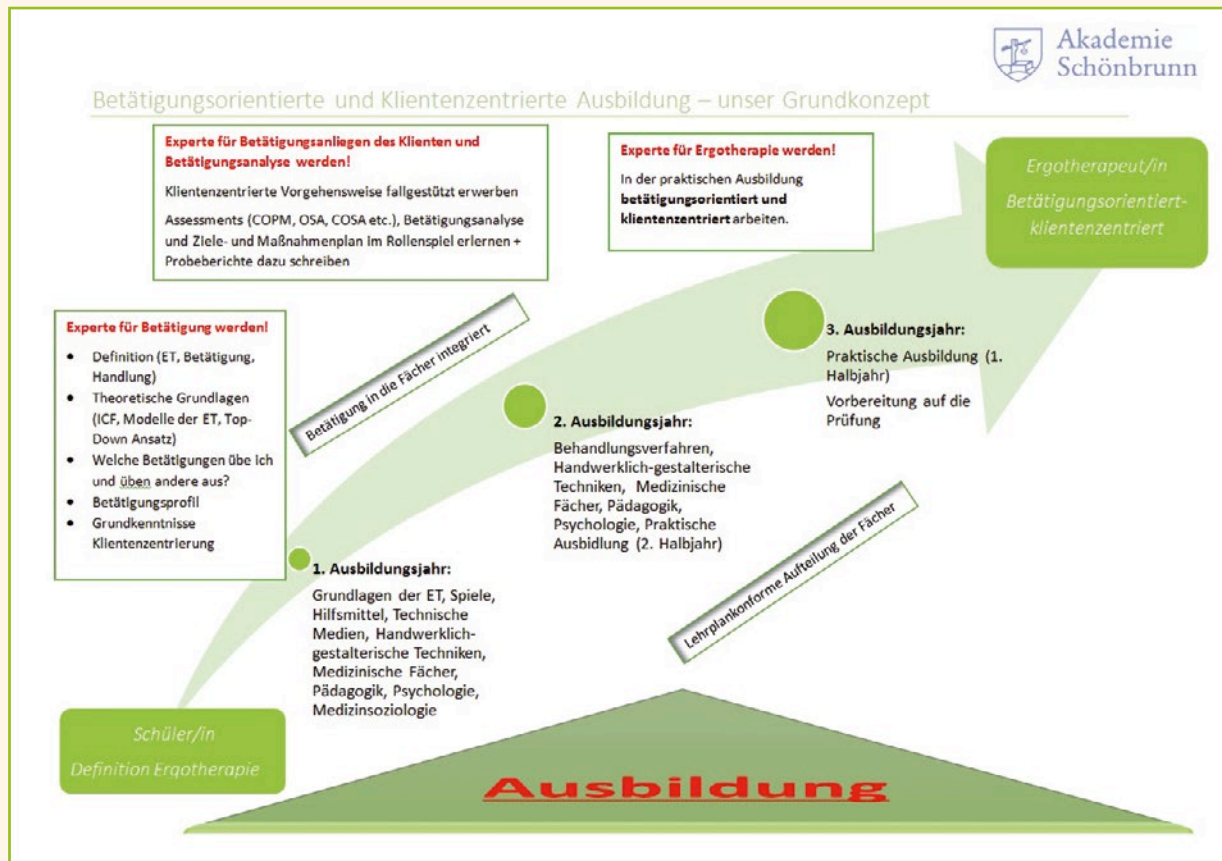 Akademie
Schönbrunn
Betätigungsorientierte und Klientenzentrierte Ausbildung – unser Grundkonzept
Experte für Betätigungsanliegen des Klienten und
Betätigungsanalyse werden!
Klientenzentrierte Vorgehensweise fallgestützt erwerben
Assessments (COPM, OSA, COSA etc.), Betätigungsanalyse
und Ziele- und Maßnahmenplan im Rollenspiel erlernen +
Probeberichte dazu schreiben
Experte für Ergotherapie werden!
In der praktischen Ausbildung
betätigungsorientiert und
klientenzentriert arbeiten.
Ergotherapeut/in
Betätigungsorientiert-
klientenzentriert
Experte für Betätigung werden!
• Definition (ET, Betätigung,
Handlung)
• Theoretische Grundlagen
(ICF, Modelle der ET, Top-
Down Ansatz)
• Welche Betätigungen übe ich
und üben andere aus?
• Betätigungsprofil
• Grundkenntnisse
Klientenzentrierung
Betätigung in die Fächer integriert
3. Ausbildungsjahr:
Praktische Ausbildung (1.
Halbjahr)
Vorbereitung auf die
Prüfung
2. Ausbildungsjahr:
Behandlungsverfahren,
Handwerklich-gestalterische
Techniken, Medizinische
Fächer, Pädagogik,
Psychologie, Praktische
Ausbidlung (2. Halbjahr)
Lehrplankonforme Aufteilung der Fächer
1. Ausbildungsjahr:
Grundlagen der ET, Spiele,
Hilfsmittel, Technische
Medien, Handwerklich-
gestalterische Techniken,
Medizinische Fächer,
Pädagogik, Psychologie,
Medizinsoziologie
Schüler/in
Definition Ergotherapie
Ausbildung